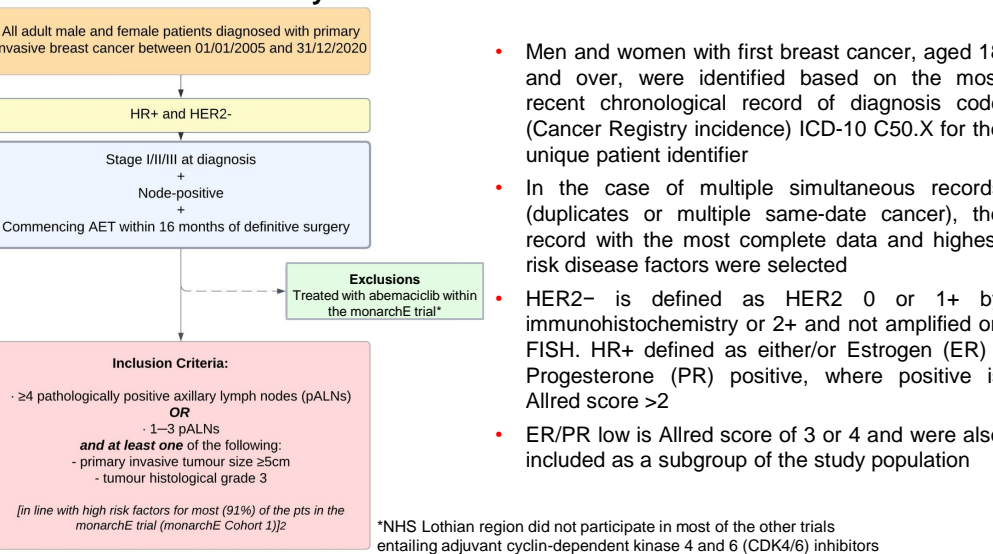 All adult male and female patients diagnosed with primary
invasive breast cancer between 01/01/2005 and 31/12/2020
HR+ and HER2-
Stage I/II/III at diagnosis
+
Node-positive
+
Commencing AET within 16 months of definitive surgery
Exclusions
Treated with abemaciclib within
the monarchE trial*
Inclusion Criteria:
· ≥4 pathologically positive axillary lymph nodes (pALNs)
OR
· 1─3 pALNs
and at least one of the following:
- primary invasive tumour size ≥5cm
- tumour histological grade 3
[in line with high risk factors for most (91%) of the pts in the
monarchE trial (monarchE Cohort 1)]2
• Men and women with first breast cancer, aged 18
and over, were identified based on the most
recent chronological record of diagnosis code
(Cancer Registry incidence) ICD-10 C50.X for the
unique patient identifier
• In the case of multiple simultaneous records
(duplicates or multiple same-date cancer), the
record with the most complete data and highest
risk disease factors were selected
• HER2− is defined as HER2 0 or 1+ by
immunohistochemistry or 2+ and not amplified on
FISH. HR+ defined as either/or Estrogen (ER)
Progesterone (PR) positive, where positive is
Allred score >2
• ER/PR low is Allred score of 3 or 4 and were also
included as a subgroup of the study population
*NHS Lothian region did not participate in most of the other trials
entailing adjuvant cyclin-dependent kinase 4 and 6 (CDK4/6) inhibitors